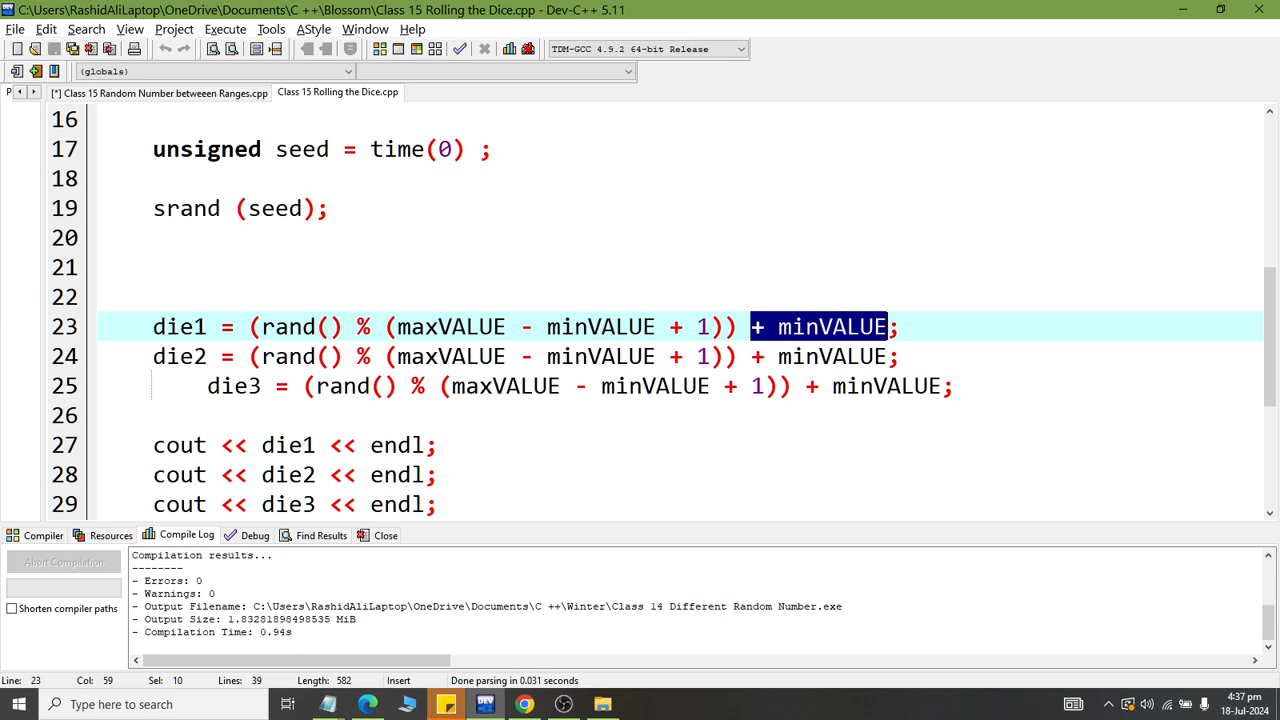 C:\Users\RashidAliLaptop\OneDrive\Documents\C ++\Blossom\Class 15 Rolling the Dice.cpp - Dev-C++ 5.11
File Edit Search View Project Execute Tools AStyle Window Help
TDM-GCC 4.9.2 64-bit Release
(globals)
P [*] Class 15 Random Number betweeen Ranges.cpp Class 15 Rolling the Dice.cpp
16
17 unsigned seed = time(0) ;
18
19 srand (seed);
20
21
22
23 die1 = (rand() % (maxVALUE - minVALUE + 1)) + minVALUE;
24 die2 = (rand() % (maxVALUE - minVALUE + 1)) + minVALUE;
25 die3 = (rand() % (maxVALUE - minVALUE + 1)) + minVALUE;
26
27 cout << die1 << endl;
28 cout << die2 << endl;
29 cout << die3 << endl;
Compiler Resources Compile Log Debug Find Results Close
Abort Compilation
Shorten compiler paths
Compilation results...
--------
- Errors: 0
- Warnings: 0
- Output Filename: C:\Users\RashidAliLaptop\OneDrive\Documents\C ++\Winter\Class 14 Different Random Number.exe
- Output Size: 1.83281898498535 MiB
- Compilation Time: 0.94s
Line: 23 Col: 59 Sel: 10 Lines: 39 Length: 582 Insert Done parsing in 0.031 seconds
Type here to search
DEV
4:37 pm
18-Jul-2024